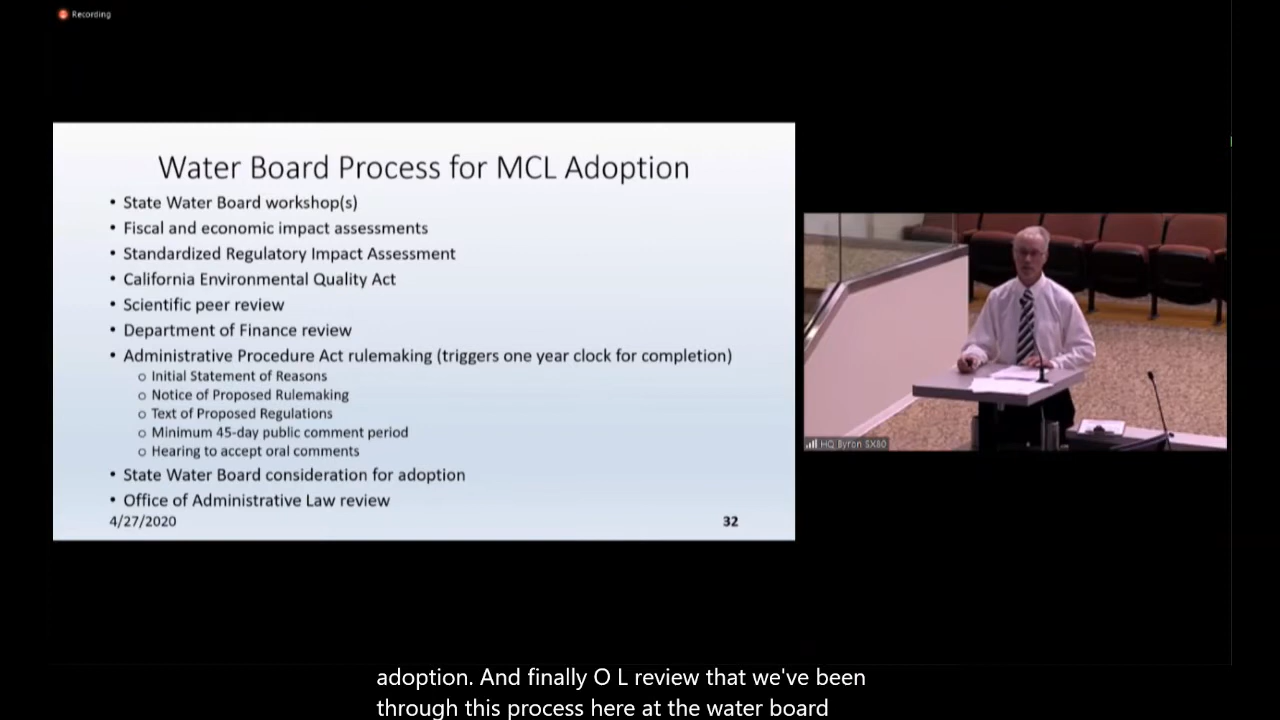 Recording
Water Board Process for MCL Adoption
• State Water Board workshop(s)
• Fiscal and economic impact assessments
• Standardized Regulatory Impact Assessment
• California Environmental Quality Act
• Scientific peer review
• Department of Finance review
• Administrative Procedure Act rulemaking (triggers one year clock for completion)
o Initial Statement of Reasons
o Notice of Proposed Rulemaking
o Text of Proposed Regulations
o Minimum 45-day public comment period
o Hearing to accept oral comments
• State Water Board consideration for adoption
• Office of Administrative Law review
4/27/2020 32
HQ Byron SX80
adoption. And finally O L review that we've been
through this process here at the water board